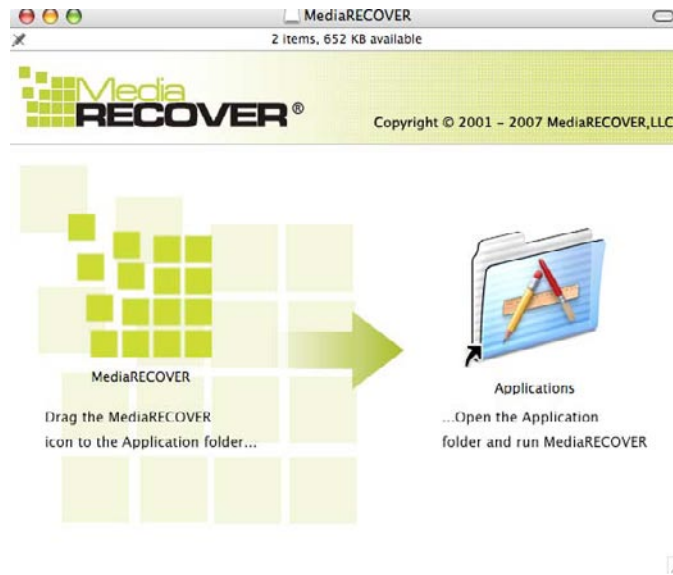 MediaRECOVER
2 items, 652 KB available
Media
RECOVER®
Copyright © 2001 – 2007 MediaRECOVER,LLC
MediaRECOVER
Applications
Drag the MediaRECOVER
icon to the Application folder...
...Open the Application
folder and run MediaRECOVER